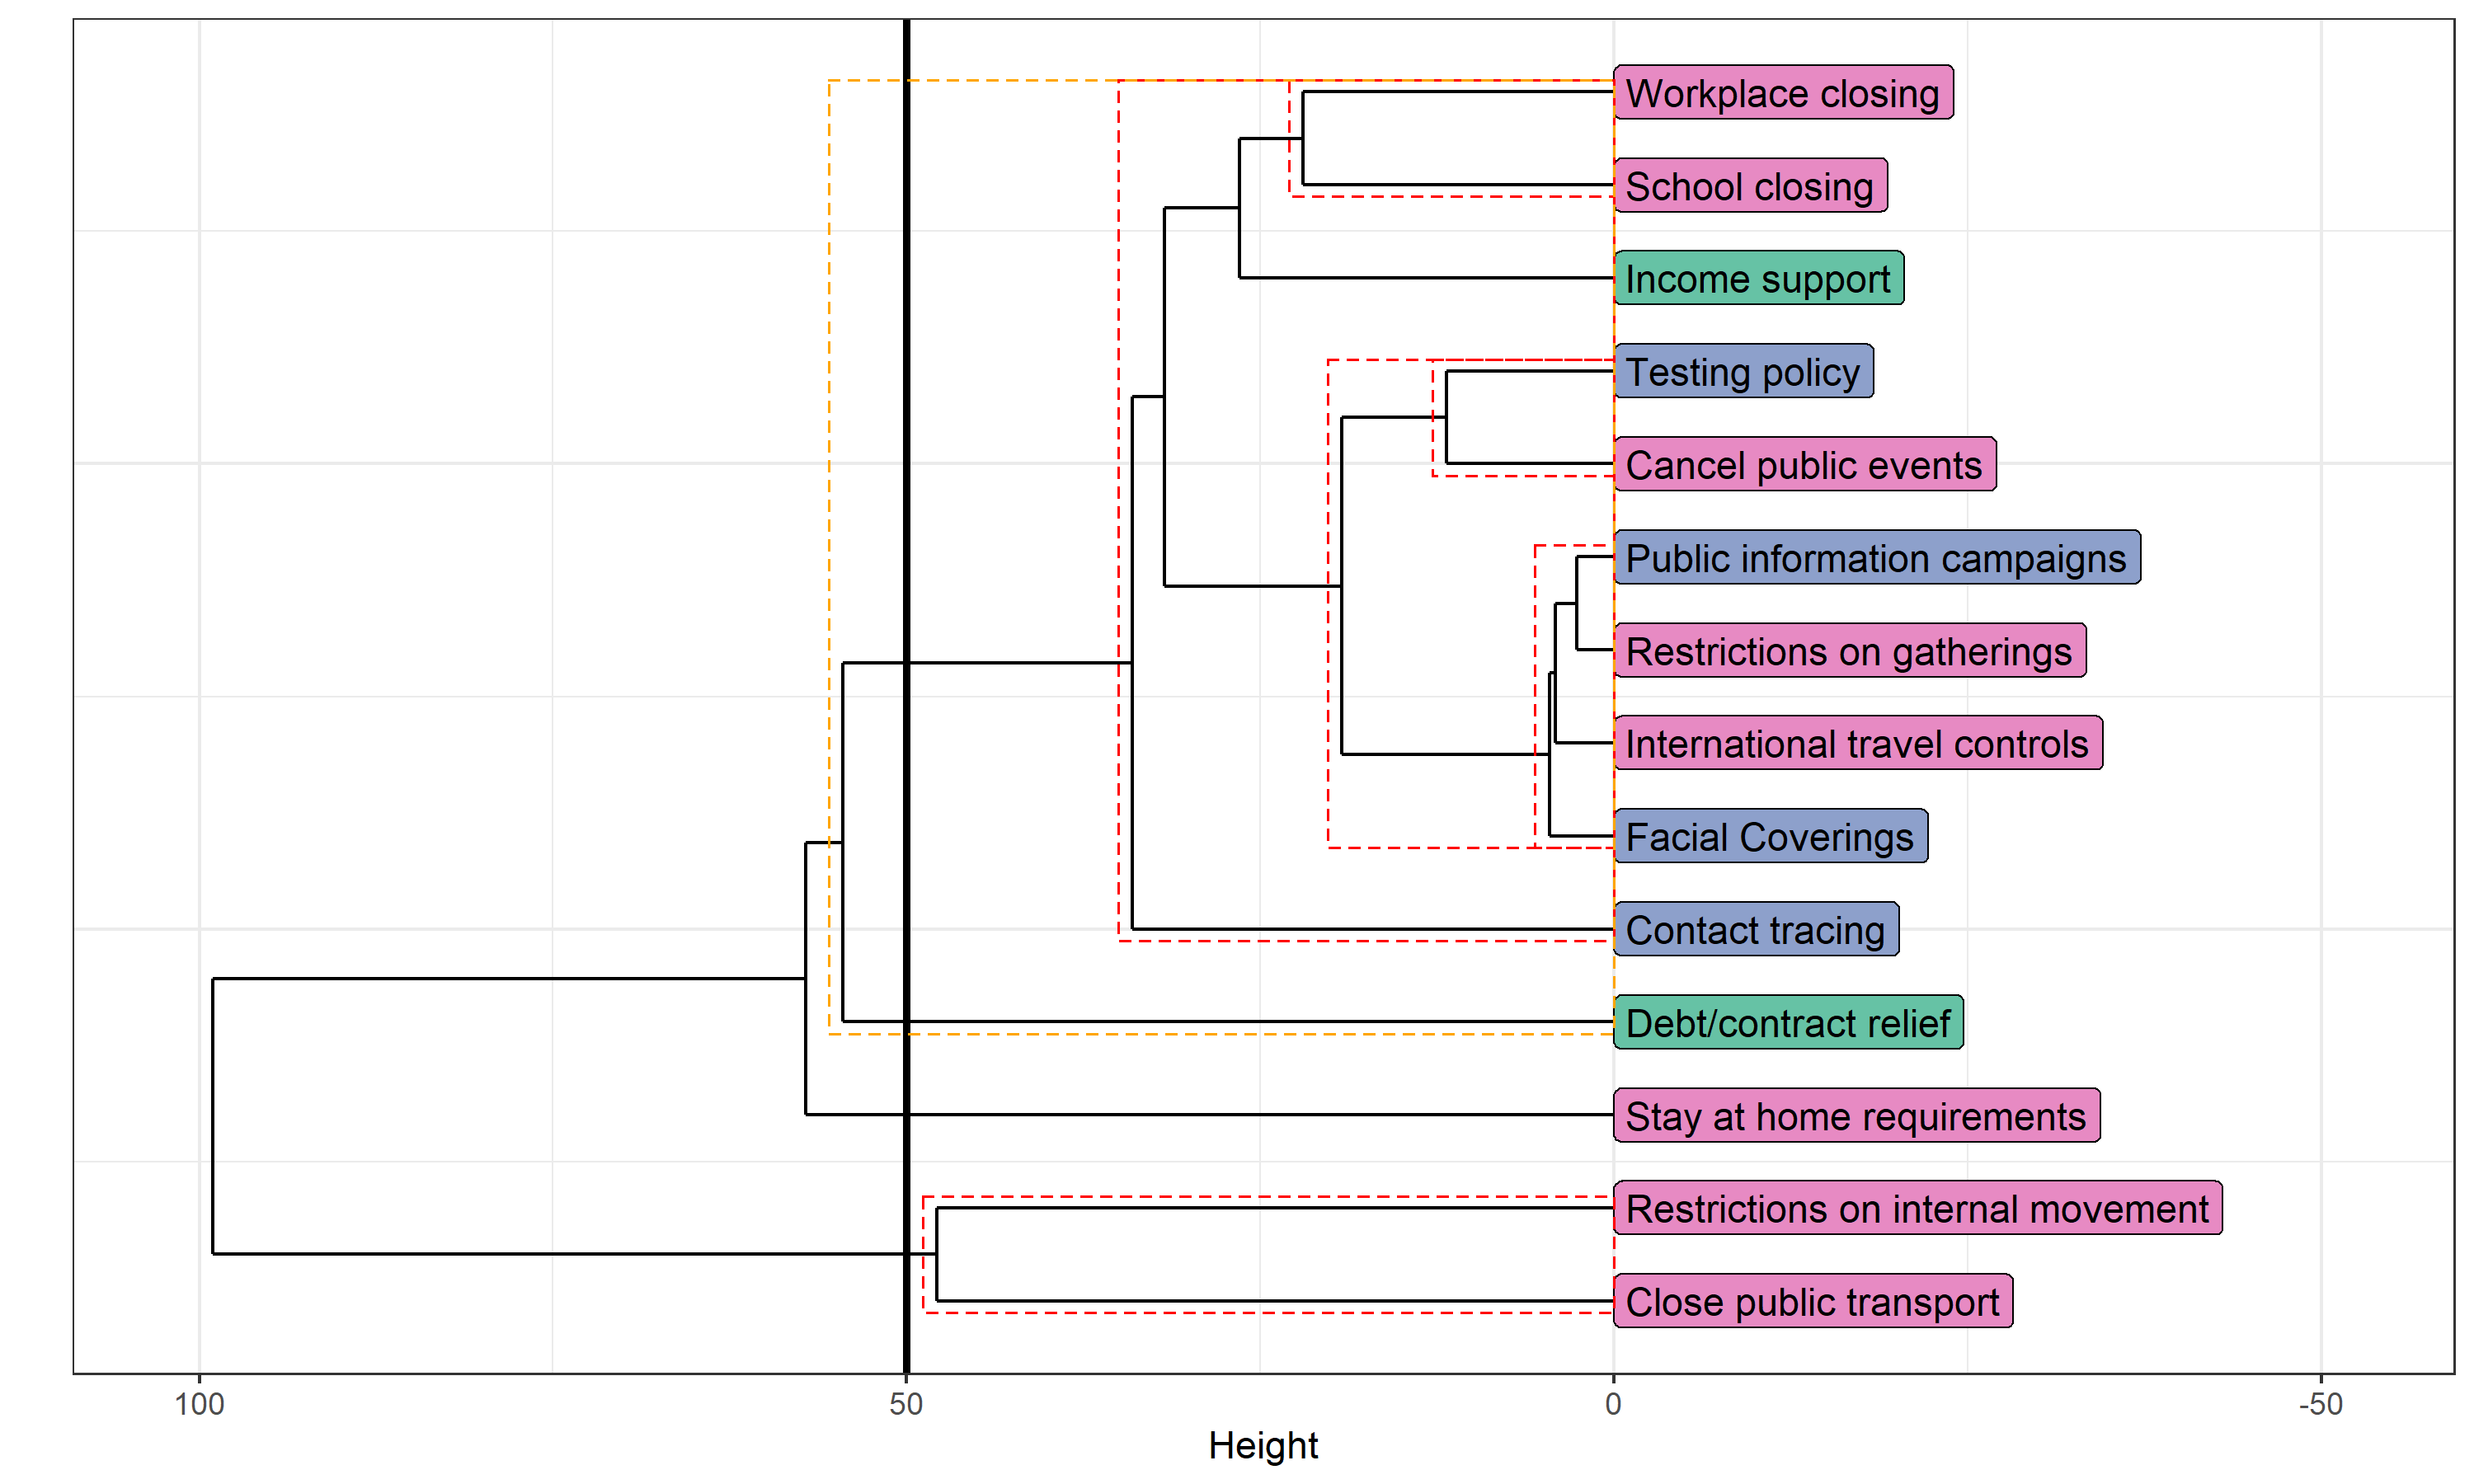 Workplace closing
School closing
Income support
Testing policy
Cancel public events
Public information campaigns
Restrictions on gatherings
International travel controls
Facial Coverings
Contact tracing
Debt/contract relief
Stay at home requirements
Restrictions on internal movement
Close public transport
100 50 0 -50
Height